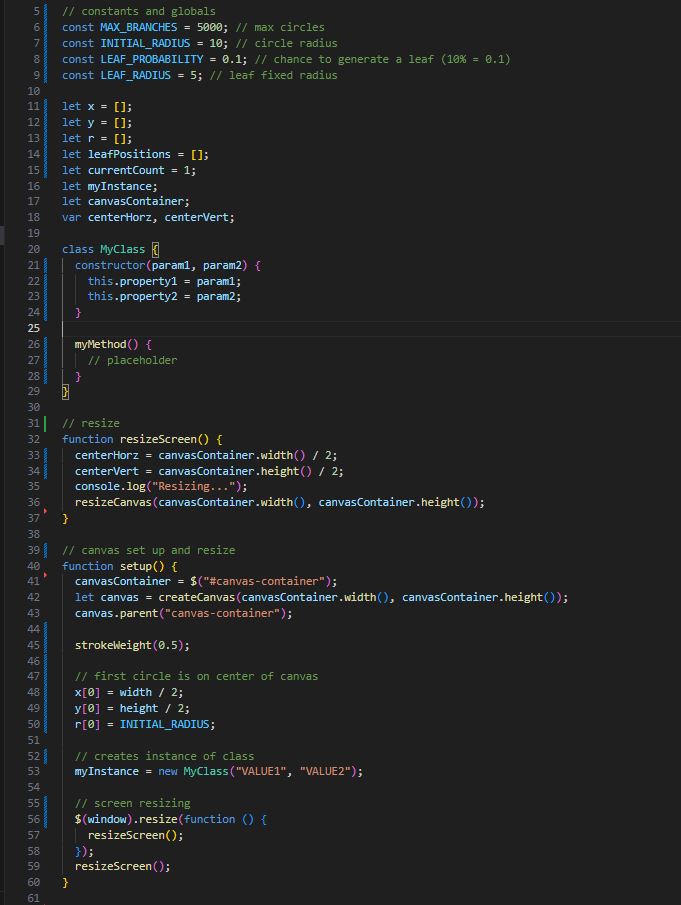 5 // constants and globals
6 const MAX_BRANCHES = 5000; // max circles
7 const INITIAL_RADIUS = 10; // circle radius
8 const LEAF_PROBABILITY = 0.1; // chance to generate a leaf (10% = 0.1)
9 const LEAF_RADIUS = 5; // leaf fixed radius
10
11 let x = [];
12 let y = [];
13 let r = [];
14 let leafPositions = [];
15 let currentCount = 1;
16 let myInstance;
17 let canvasContainer;
18 var centerHorz, centerVert;
19
20 class MyClass {
21 constructor(param1, param2) {
22 this.property1 = param1;
23 this.property2 = param2;
24 }
25
26 myMethod() {
27 // placeholder
28 }
29 }
30
31 // resize
32 function resizeScreen() {
33 centerHorz = canvasContainer.width() / 2;
34 centerVert = canvasContainer.height() / 2;
35 console.log("Resizing...");
36 resizeCanvas(canvasContainer.width(), canvasContainer.height());
37 }
38
39 // canvas set up and resize
40 function setup() {
41 canvasContainer = $("#canvas-container");
42 let canvas = createCanvas(canvasContainer.width(), canvasContainer.height());
43 canvas.parent("canvas-container");
44
45 strokeWeight(0.5);
46
47 // first circle is on center of canvas
48 x[0] = width / 2;
49 y[0] = height / 2;
50 r[0] = INITIAL_RADIUS;
51
52 // creates instance of class
53 myInstance = new MyClass("VALUE1", "VALUE2");
54
55 // screen resizing
56 $(window).resize(function () {
57 resizeScreen();
58 });
59 resizeScreen();
60 }
61